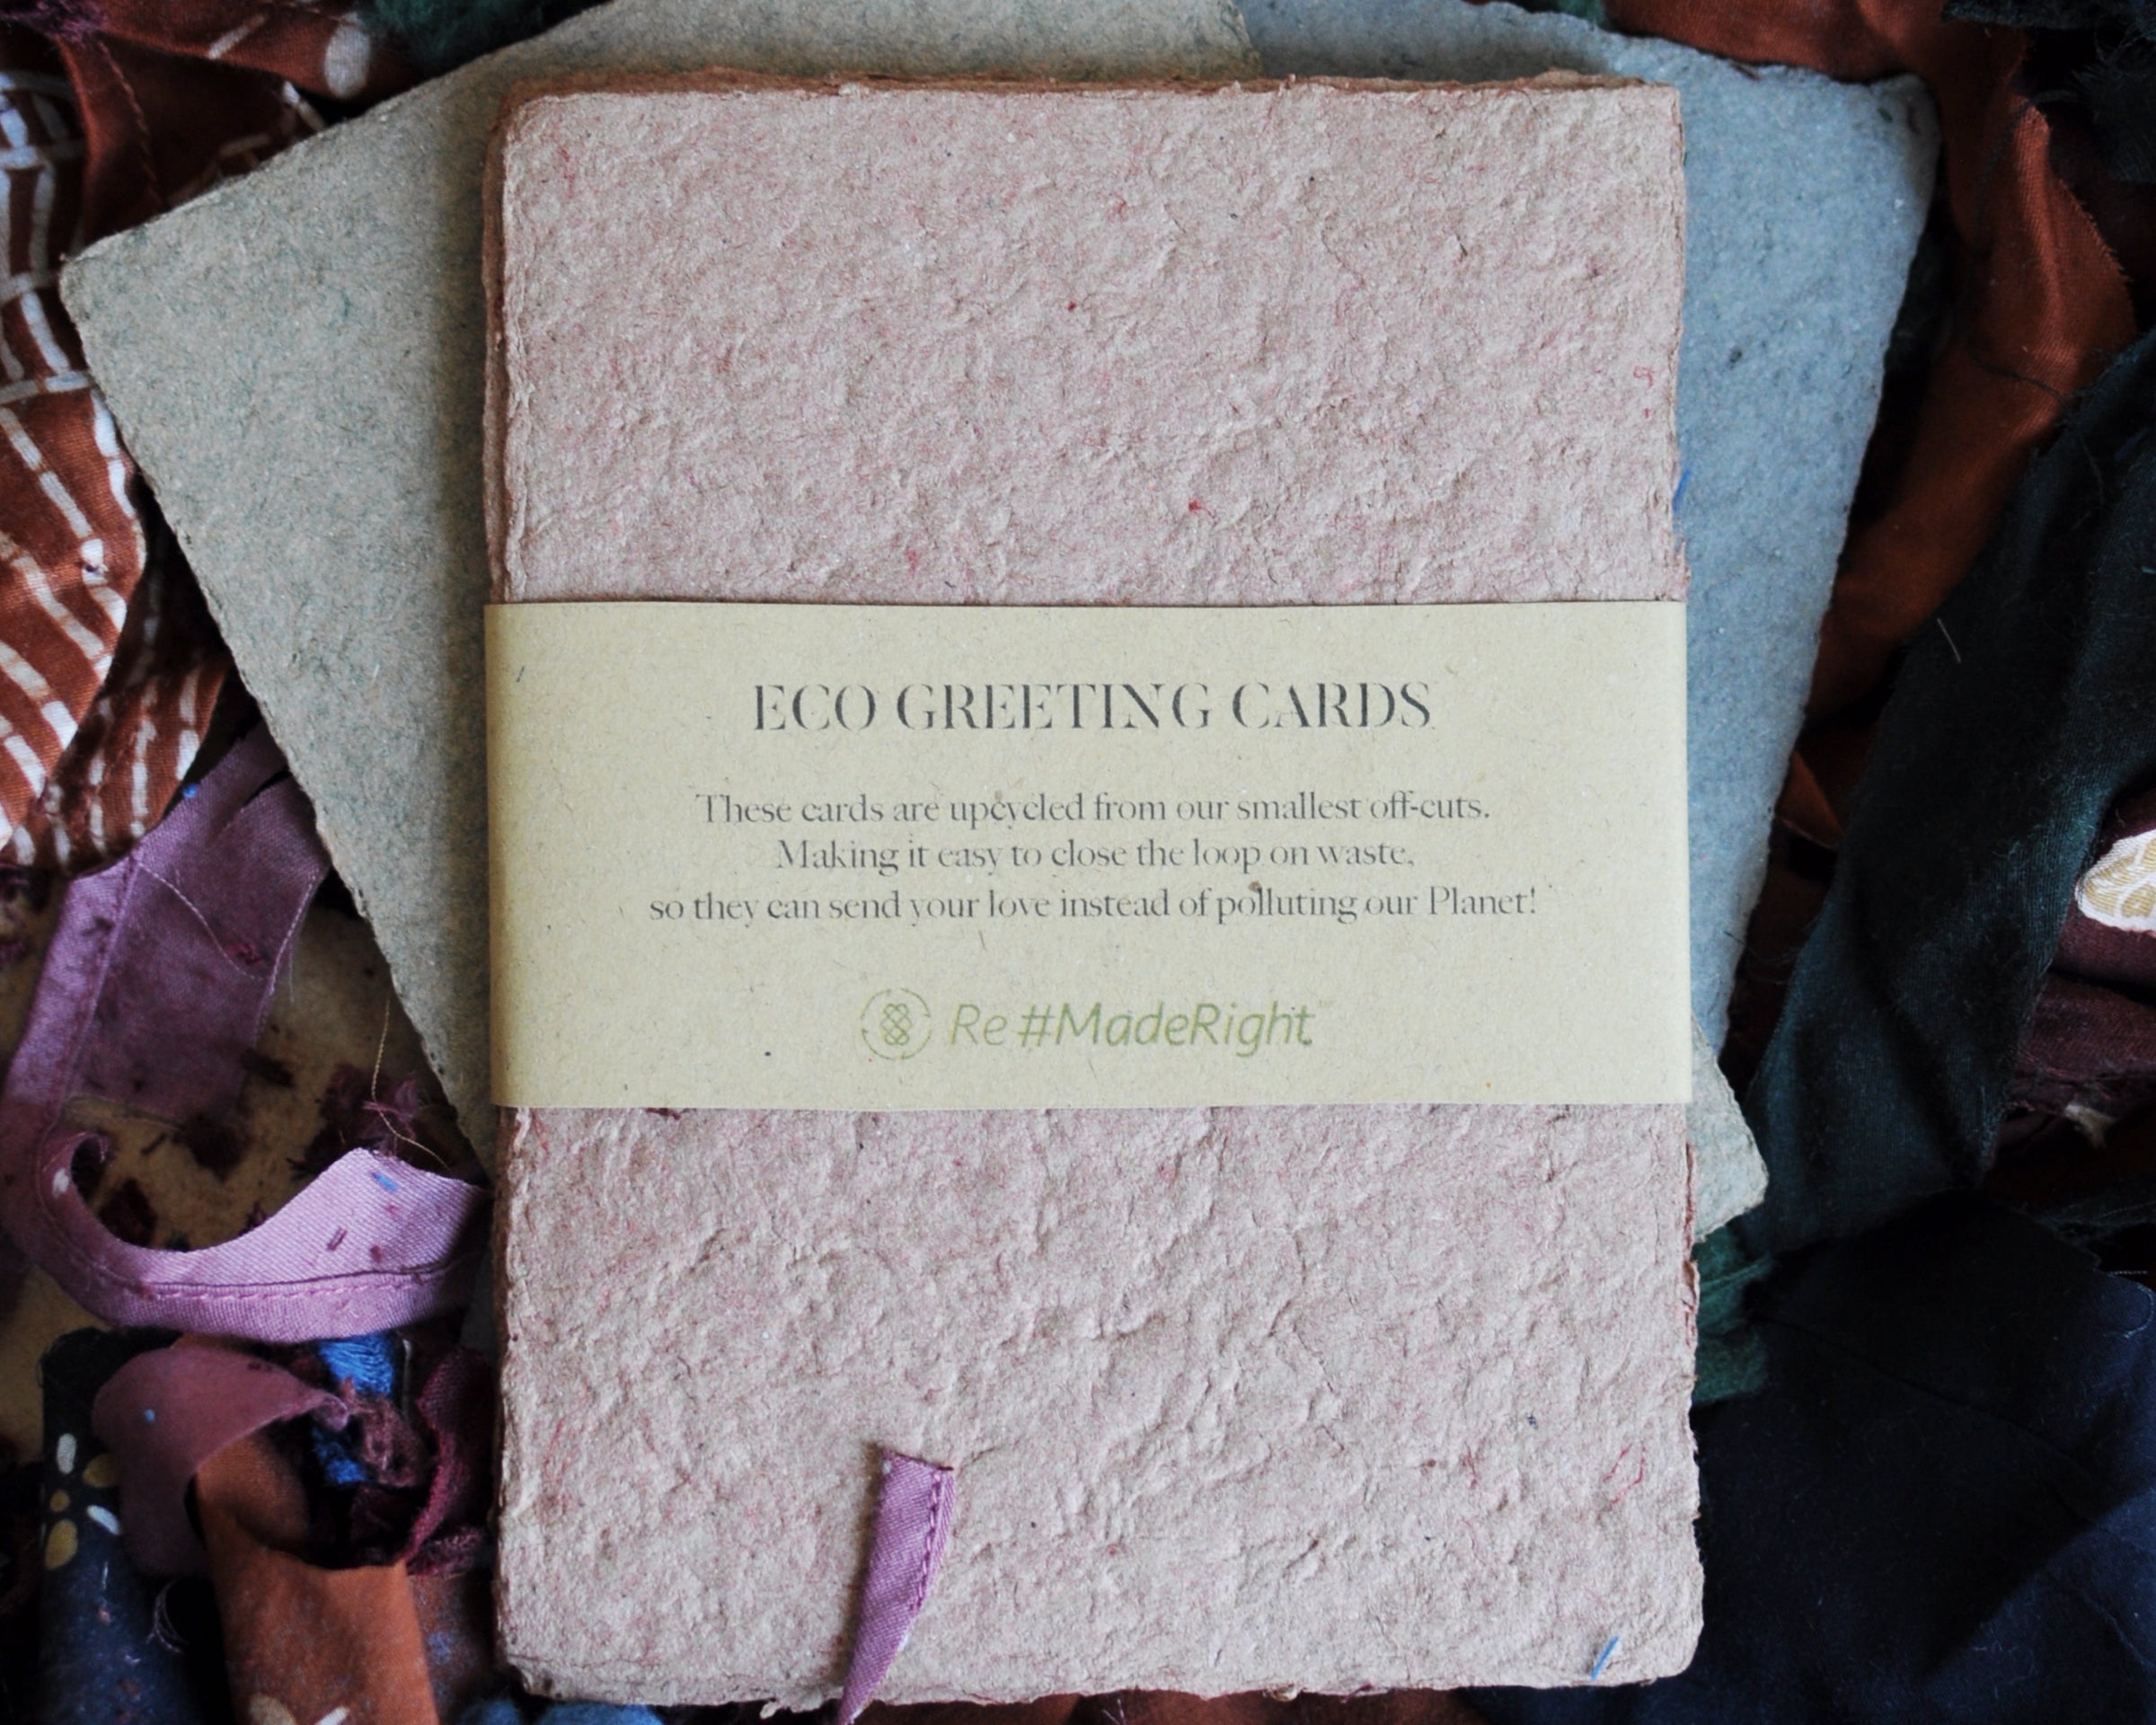 ECO GREETING CARDS
These cards are upcycled from our smallest off-cuts.
Making it easy to close the loop on waste,
so they can send your love instead of polluting our Planet!
Re #MadeRight